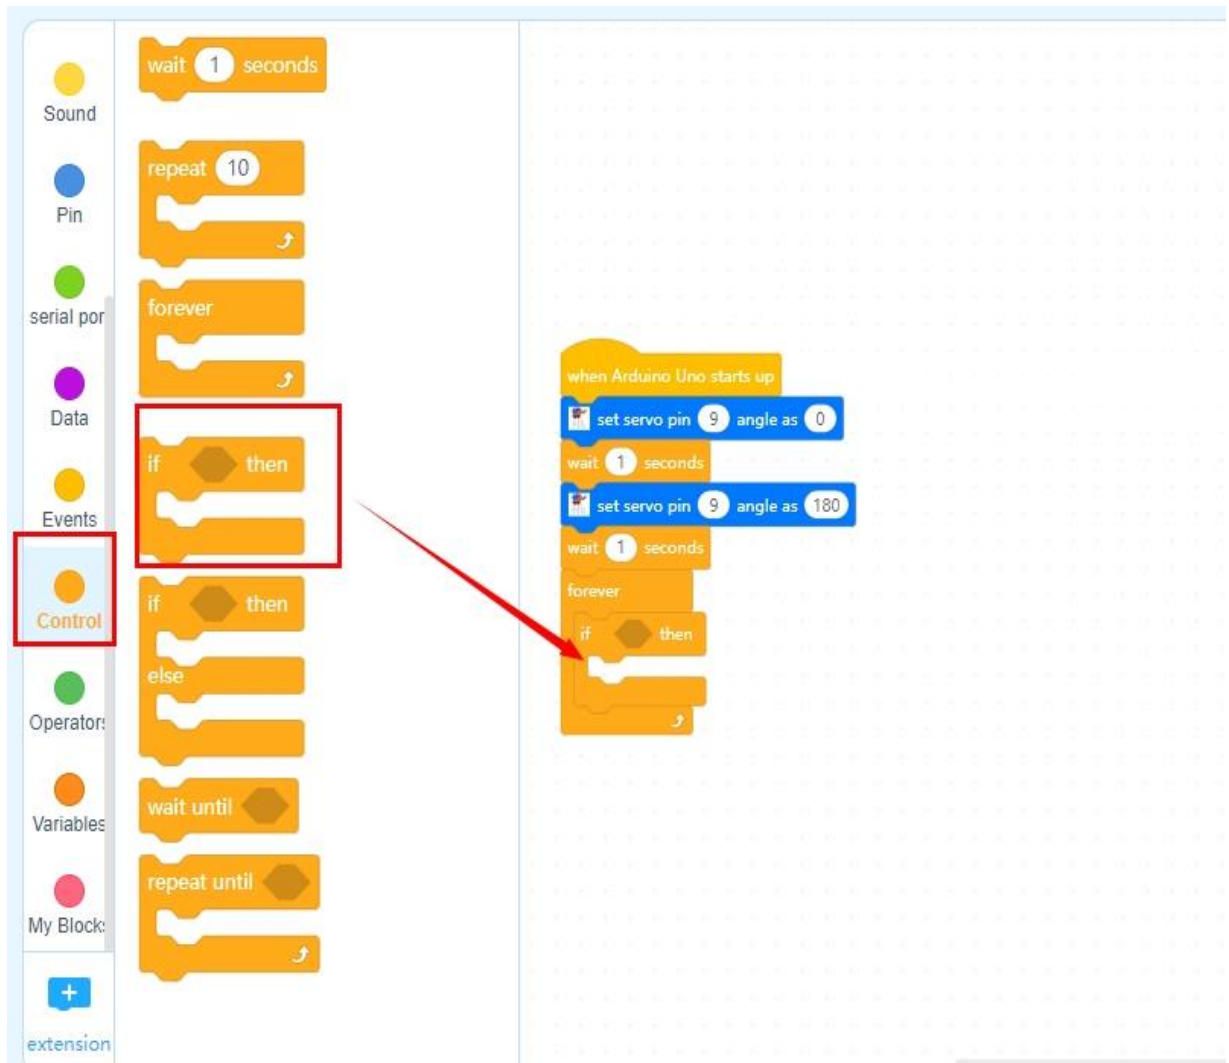 Sound
Pin
serial por
Data
Events
Control
Operators
Variables
My Blocks
extension
wait 1 seconds
repeat 10
forever
if then
if then
else
wait until
repeat until
when Arduino Uno starts up
set servo pin 9 angle as 0
wait 1 seconds
set servo pin 9 angle as 180
wait 1 seconds
forever
if then